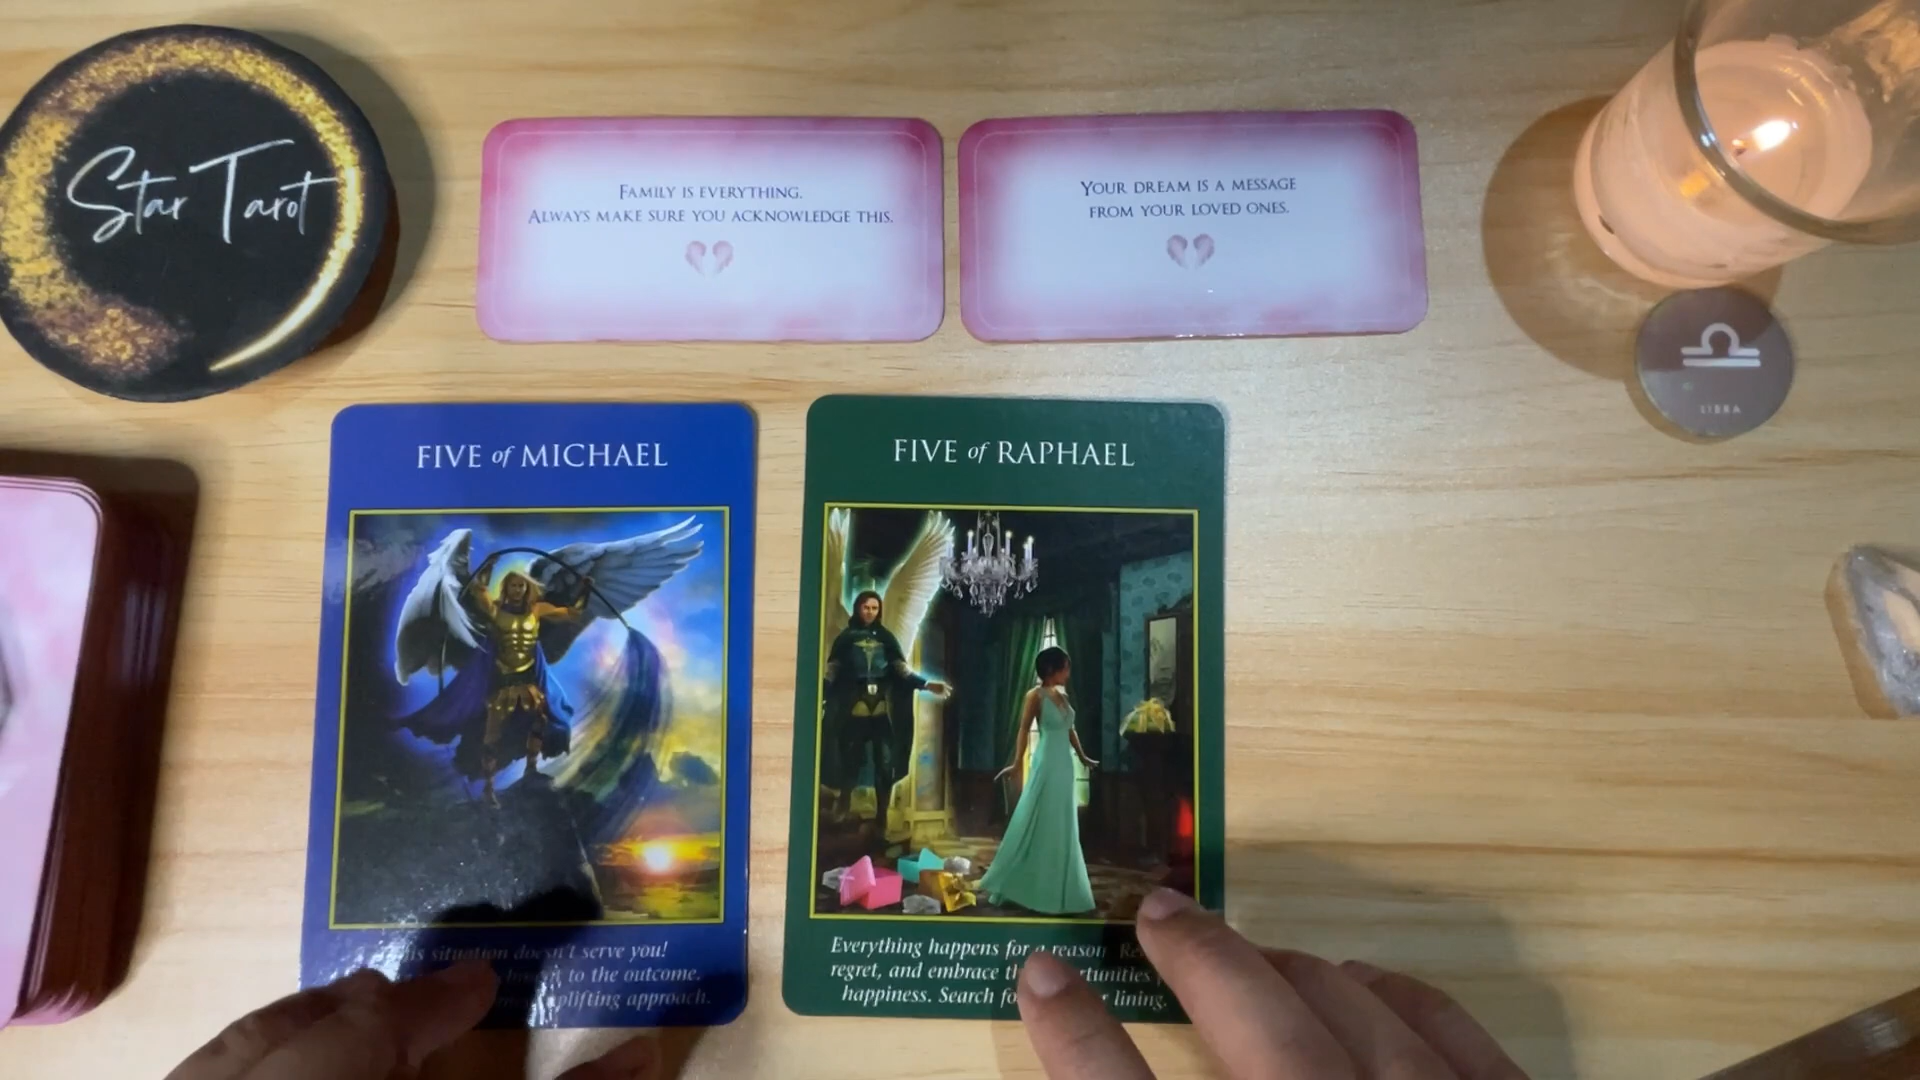 Star Tarot
FAMILY IS EVERYTHING.
ALWAYS MAKE SURE YOU ACKNOWLEDGE THIS.
YOUR DREAM IS A MESSAGE
FROM YOUR LOVED ONES.
LIBRA
FIVE of MICHAEL
situation doesn't serve you!
to the outcome.
uplifting approach.
FIVE of RAPHAEL
Everything happens for a reason
regret, and embrace
happiness. Search lining.